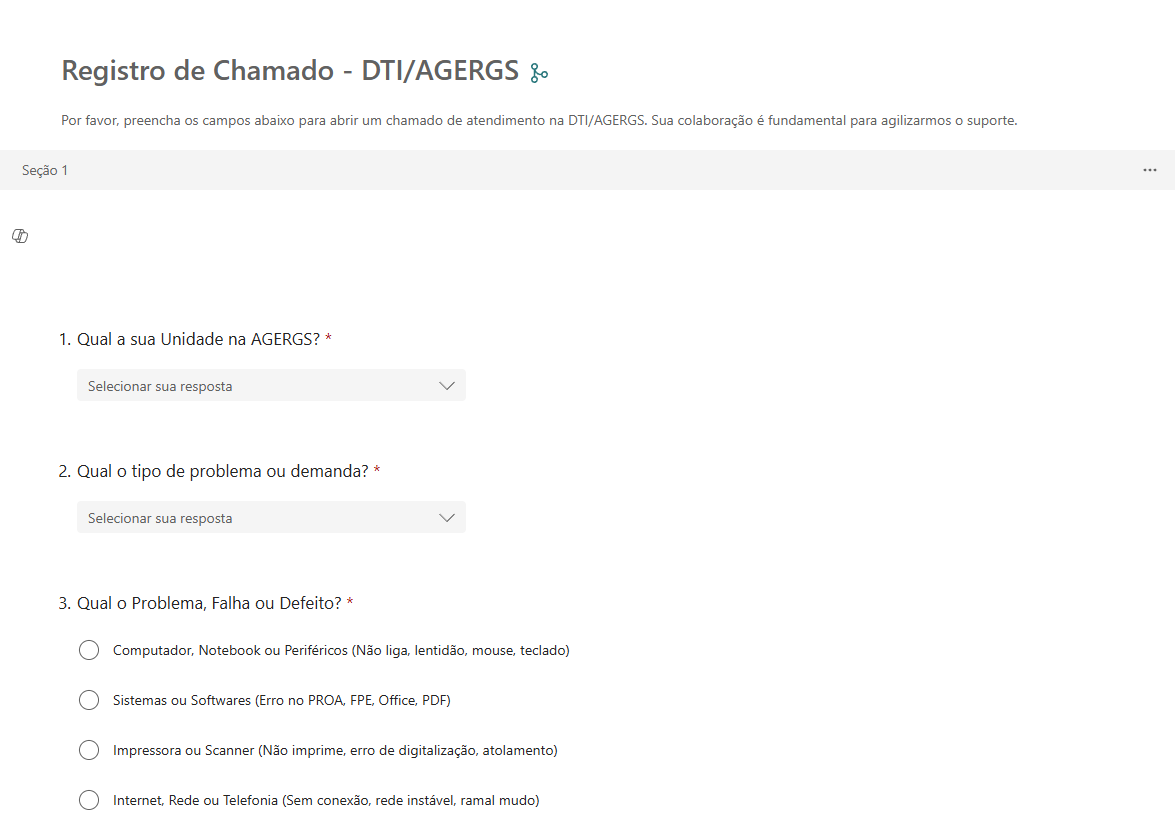 Registro de Chamado - DTI/AGERGS
Por favor, preencha os campos abaixo para abrir um chamado de atendimento na DTI/AGERGS. Sua colaboração é fundamental para agilizarmos o suporte.
Seção 1
1. Qual a sua Unidade na AGERGS? *
Selecionar sua resposta
2. Qual o tipo de problema ou demanda? *
Selecionar sua resposta
3. Qual o Problema, Falha ou Defeito? *
Computador, Notebook ou Periféricos (Não liga, lentidão, mouse, teclado)
Sistemas ou Softwares (Erro no PROA, FPE, Office, PDF)
Impressora ou Scanner (Não imprime, erro de digitalização, atolamento)
Internet, Rede ou Telefonia (Sem conexão, rede instável, ramal mudo)